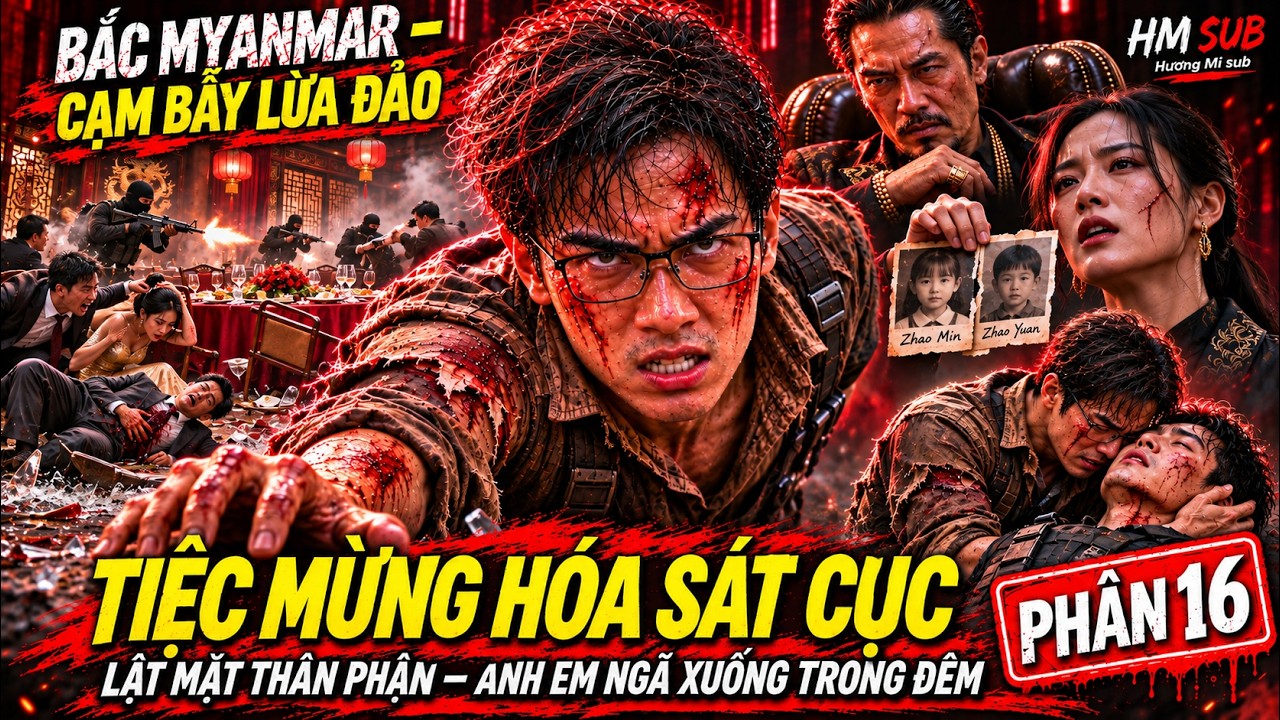 BẮC MYANMAR –
CẠM BẪY LỪA ĐẢO
HM SUB
Hương Mi sub
Zhao Min
Zhao Yuan
TIỆC MỪNG HÓA SÁT CỤC
LẬT MẶT THÂN PHẬN – ANH EM NGÃ XUỐNG TRONG ĐÊM
PHÂN 16